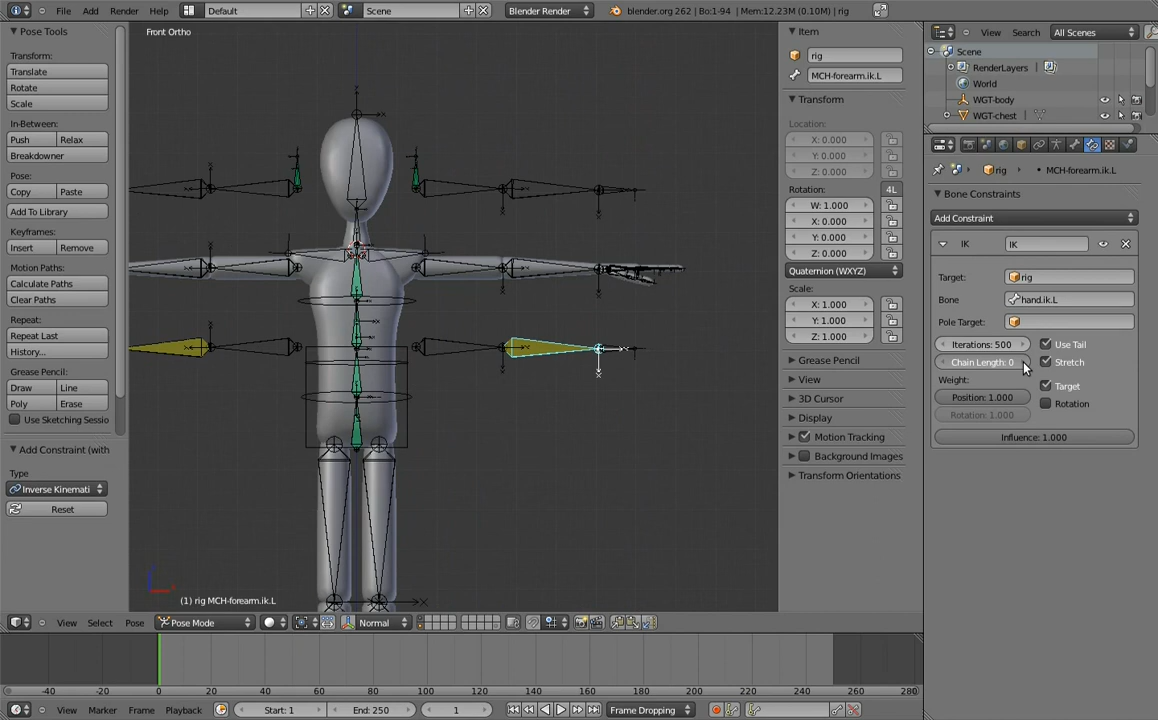 File Add Render Help Default Scene Blender Render blender.org 262 | Bo:1-94 | Mem:12.23M (0.10M) | rig
Pose Tools
Transform:
Translate
Rotate
Scale
In-Between:
Push Relax
Breakdowner
Pose:
Copy Paste
Add To Library
Keyframes:
Insert Remove
Motion Paths:
Calculate Paths
Clear Paths
Repeat:
Repeat Last
History...
Grease Pencil:
Draw Line
Poly Erase
Use Sketching Sessio
Add Constraint (with
Type
Inverse Kinemati
Reset
Front Ortho
(1) rig MCH-forearm.ik.L
Item
rig
MCH-forearm.ik.L
Transform
Location:
X: 0.000
Y: 0.000
Z: 0.000
Rotation: 4L
W: 1.000
X: 0.000
Y: 0.000
Z: 0.000
Quaternion (WXYZ)
Scale:
X: 1.000
Y: 1.000
Z: 1.000
Grease Pencil
View
3D Cursor
Display
Motion Tracking
Background Images
Transform Orientations
View Search All Scenes
Scene
RenderLayers
World
WGT-body
WGT-chest
rig MCH-forearm.ik.L
Bone Constraints
Add Constraint
IK IK
Target: rig
Bone hand.ik.L
Pole Target:
Iterations: 500 Use Tail
Chain Length: 0 Stretch
Weight:
Target
Position: 1.000
Rotation
Rotation: 1.000
Influence: 1.000
View Select Pose Pose Mode Normal
-40 -20 0 20 40 60 80 100 120 140 160 180 200 220 240 260 280
View Marker Frame Playback Start: 1 End: 250 1 Frame Dropping